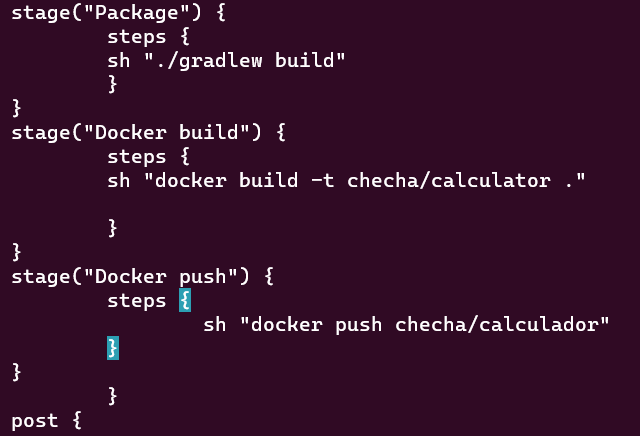 stage("Package") {
        steps {
        sh "./gradlew build"
        }
}
stage("Docker build") {
        steps {
        sh "docker build -t checha/calculator ."

        }
}
stage("Docker push") {
        steps {
                sh "docker push checha/calculador"
        }
}
        }
post {